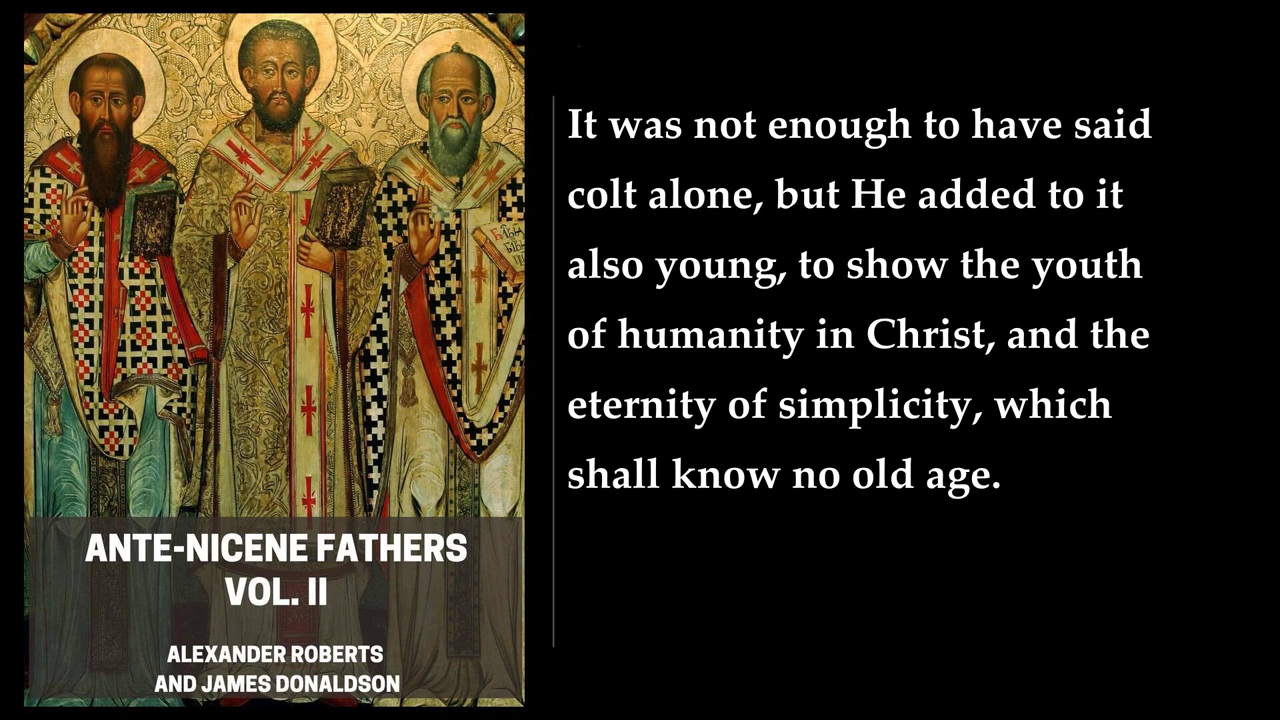 It was not enough to have said
colt alone, but He added to it
also young, to show the youth
of humanity in Christ, and the
eternity of simplicity, which
shall know no old age.
ANTE-NICENE FATHERS
VOL. II
ALEXANDER ROBERTS
AND JAMES DONALDSON